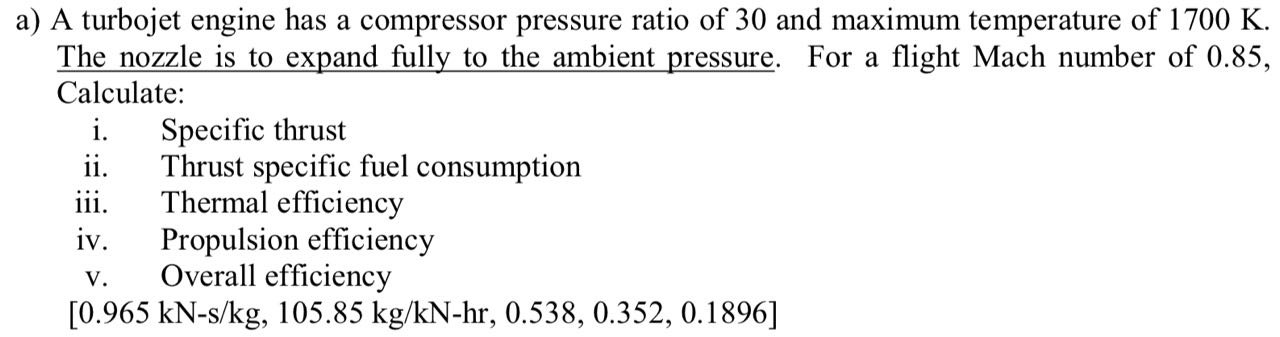 a) A turbojet engine has a compressor pressure ratio of 30 and maximum temperature of 1700 K.
The nozzle is to expand fully to the ambient pressure. For a flight Mach number of 0.85,
Calculate:
i. Specific thrust
ii. Thrust specific fuel consumption
iii. Thermal efficiency
iv. Propulsion efficiency
v. Overall efficiency
[0.965 kN-s/kg, 105.85 kg/kN-hr, 0.538, 0.352, 0.1896]